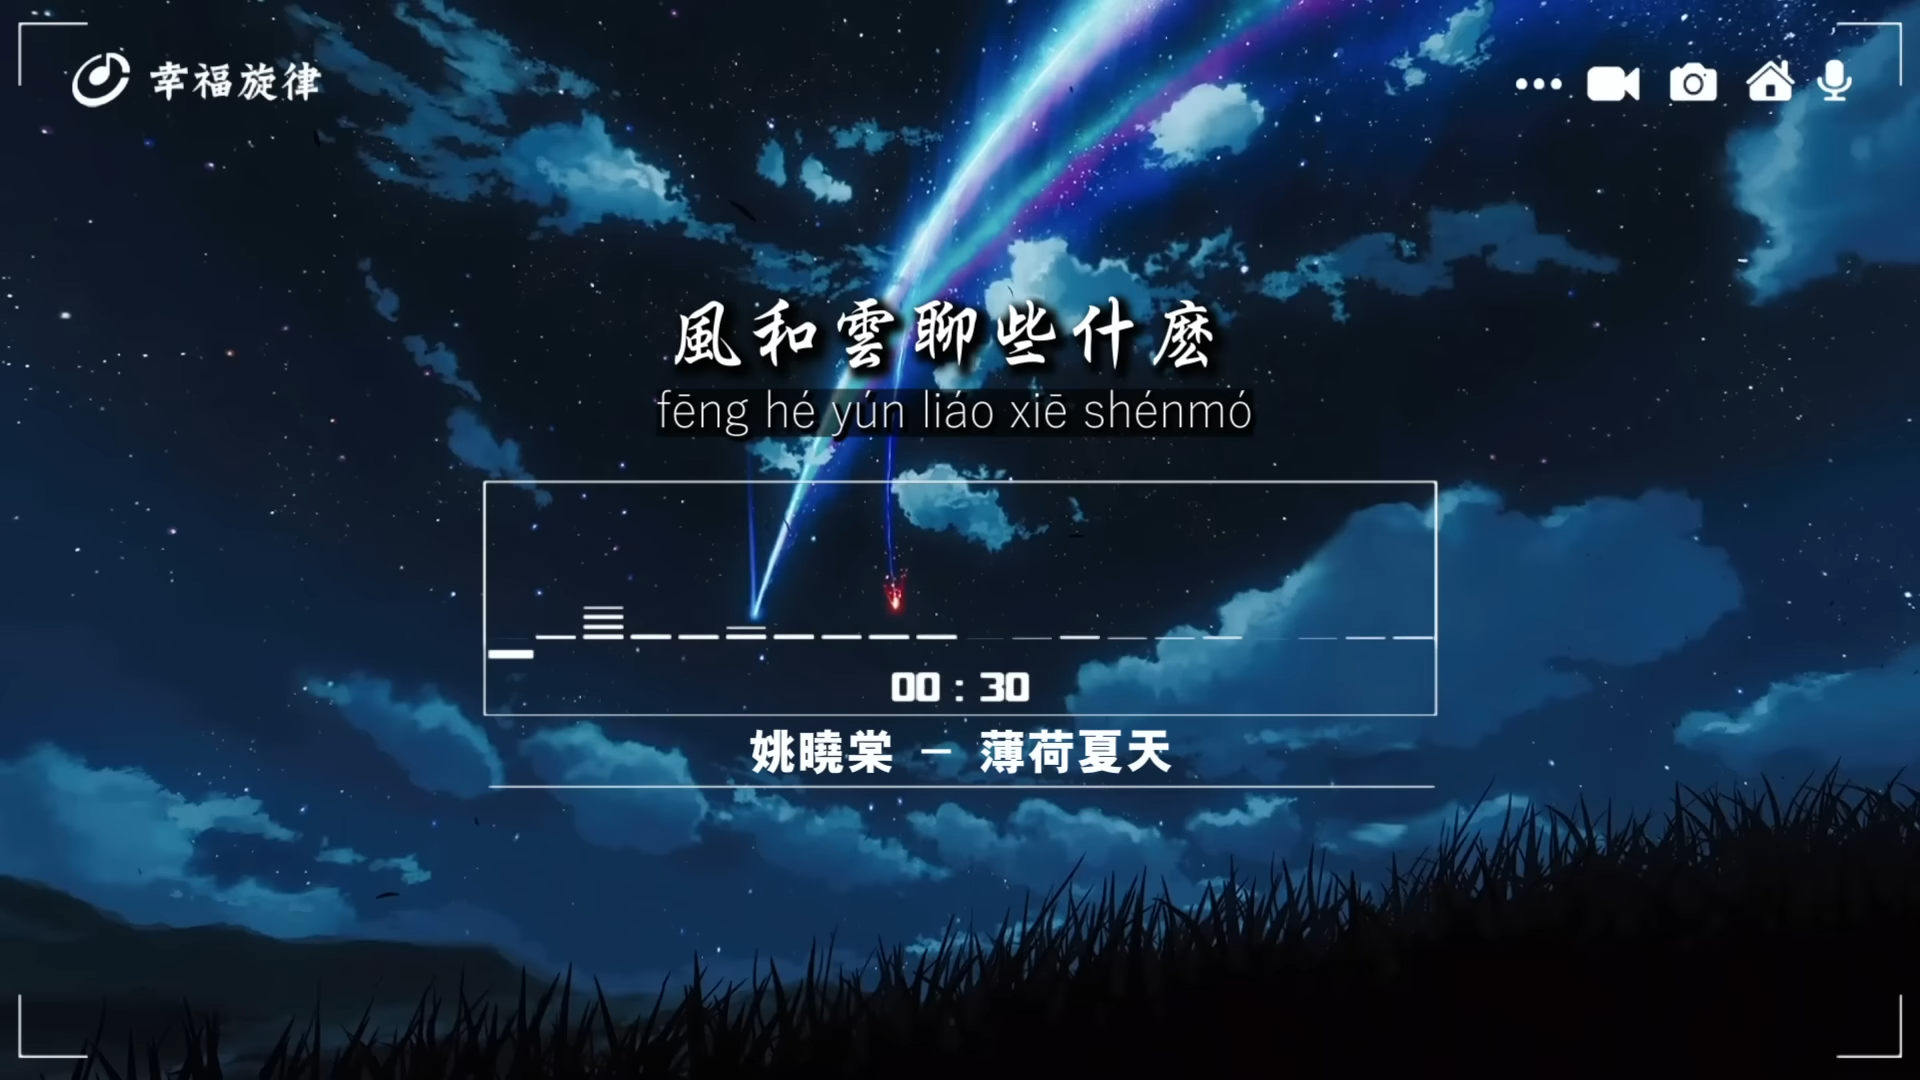 幸福旋律
風和雲聊些什麽
fēng hé yún liáo xiē shénmó
00 : 30
姚曉棠 – 薄荷夏天